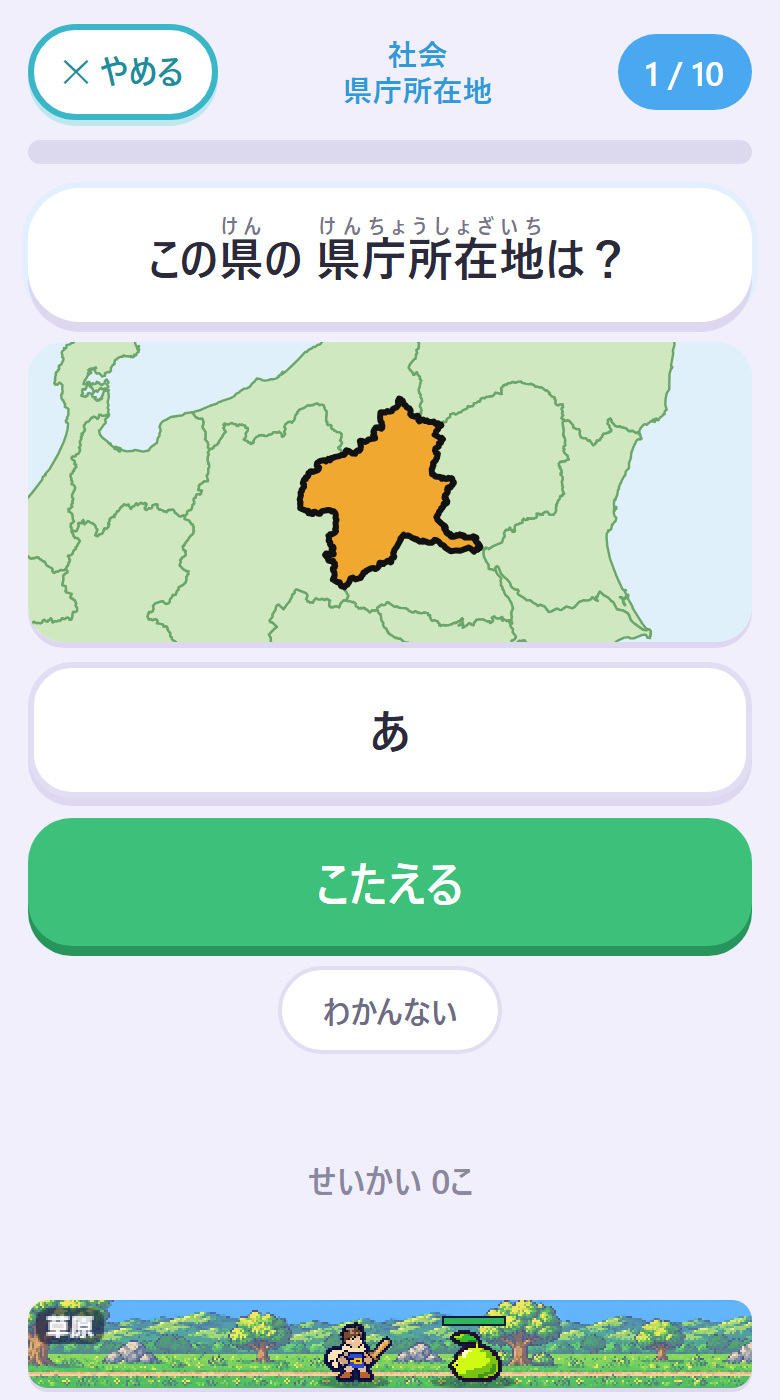 × やめる
社会
県庁所在地
1 / 10
けん けんちょうしょざいち
この県の 県庁所在地は？
あ
こたえる
わかんない
せいかい 0こ
草原